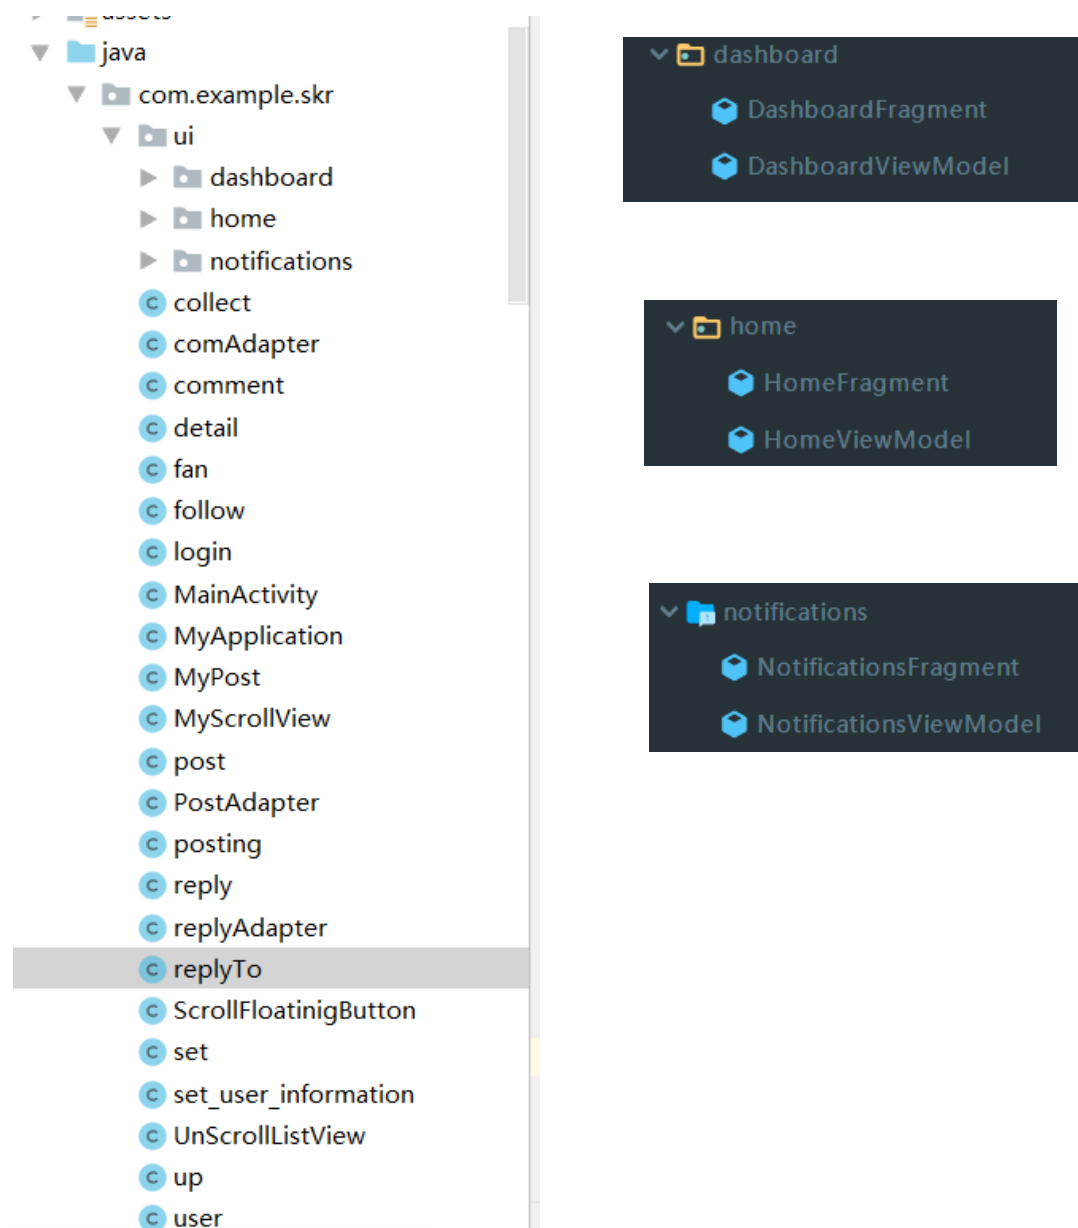 assets
java
com.example.skr
ui
dashboard
home
notifications
collect
comAdapter
comment
detail
fan
follow
login
MainActivity
MyApplication
MyPost
MyScrollView
post
PostAdapter
posting
reply
replyAdapter
replyTo
ScrollFloatinigButton
set
set_user_information
UnScrollListView
up
user
dashboard
DashboardFragment
DashboardViewModel
home
HomeFragment
HomeViewModel
notifications
NotificationsFragment
NotificationsViewModel